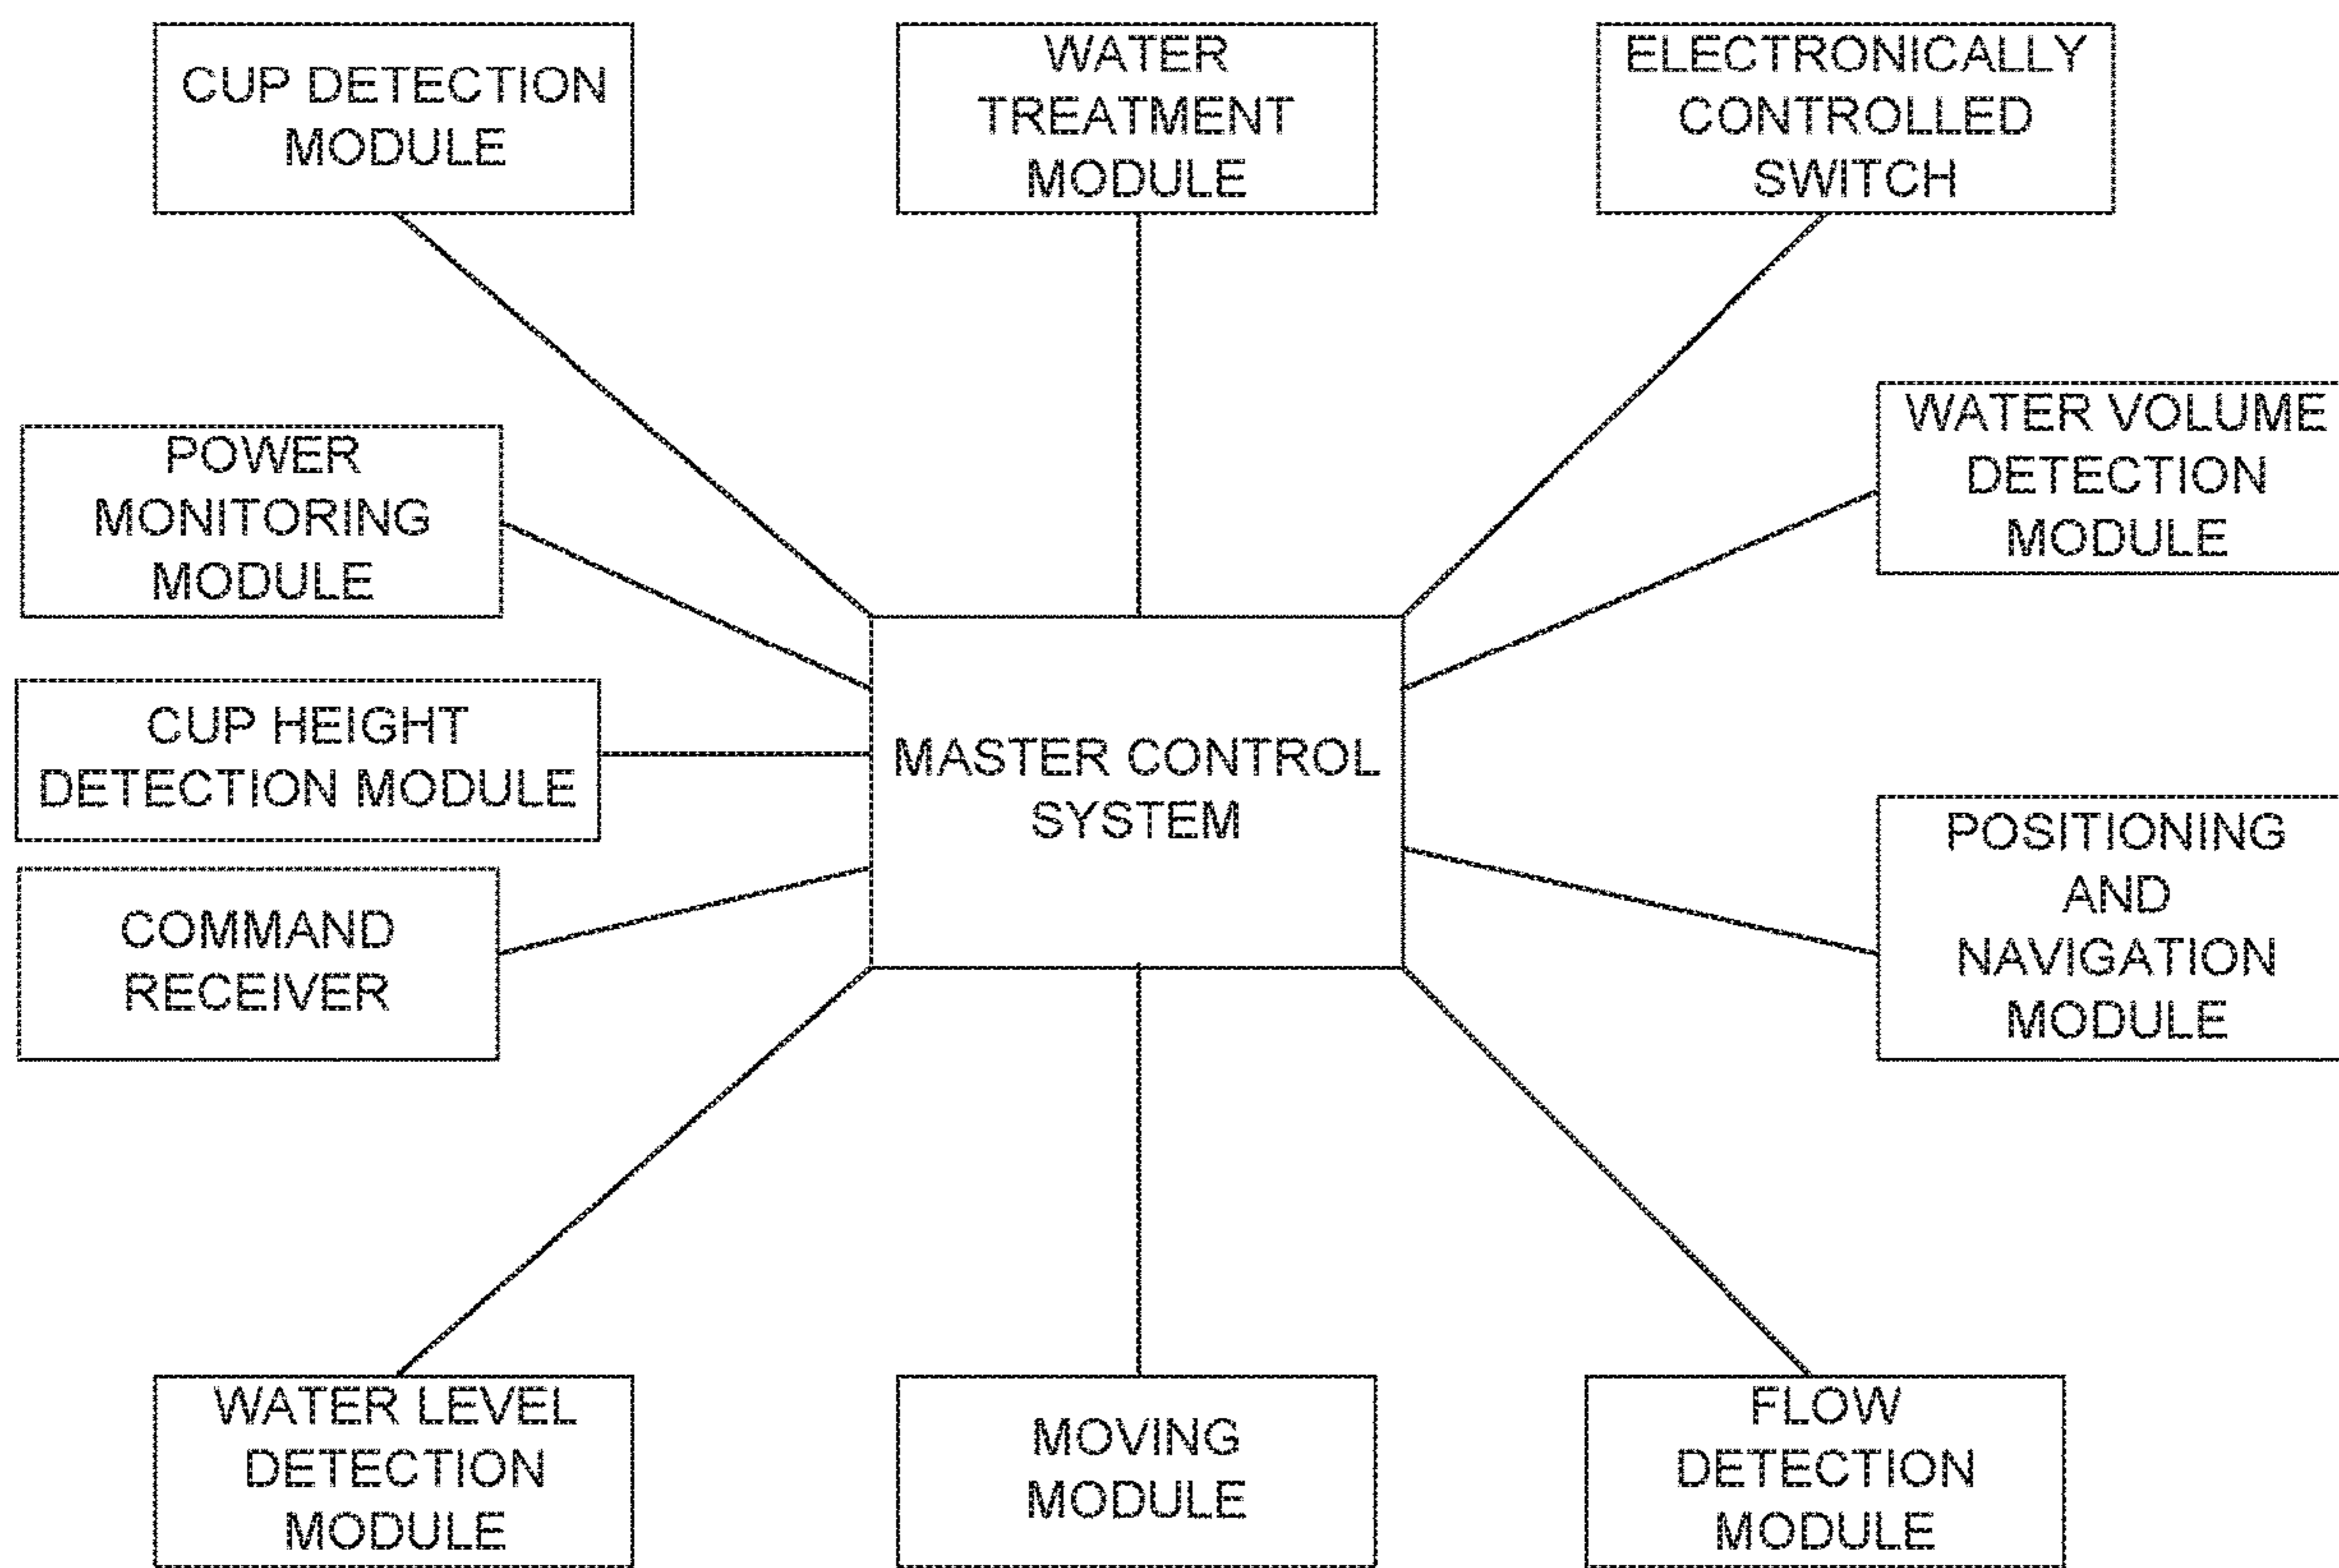 CUP DETECTION
MODULE
WATER
TREATMENT
MODULE
ELECTRONICALLY
CONTROLLED
SWITCH
POWER
MONITORING
MODULE
WATER VOLUME
DETECTION
MODULE
CUP HEIGHT
DETECTION MODULE
MASTER CONTROL
SYSTEM
POSITIONING
AND
NAVIGATION
MODULE
COMMAND
RECEIVER
WATER LEVEL
DETECTION
MODULE
MOVING
MODULE
FLOW
DETECTION
MODULE